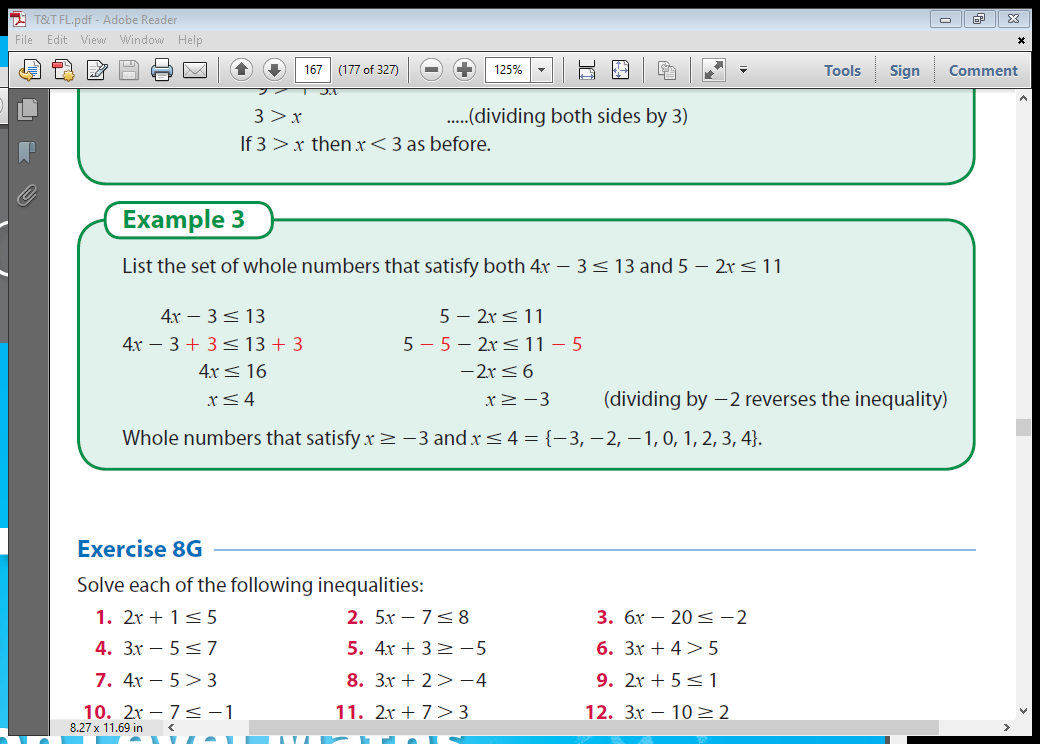 T&T FL.pdf - Adobe Reader
File Edit View Window Help
167 (177 of 327) 125% Tools Sign Comment
3 > x .....(dividing both sides by 3)
If 3 > x then x < 3 as before.
Example 3
List the set of whole numbers that satisfy both 4x − 3 ≤ 13 and 5 − 2x ≤ 11
4x − 3 ≤ 13 5 − 2x ≤ 11
4x − 3 + 3 ≤ 13 + 3 5 − 5 − 2x ≤ 11 − 5
4x ≤ 16 −2x ≤ 6
x ≤ 4 x ≥ −3 (dividing by −2 reverses the inequality)
Whole numbers that satisfy x ≥ −3 and x ≤ 4 = {−3, −2, −1, 0, 1, 2, 3, 4}.
Exercise 8G
Solve each of the following inequalities:
1. 2x + 1 ≤ 5 2. 5x − 7 ≤ 8 3. 6x − 20 ≤ −2
4. 3x − 5 ≤ 7 5. 4x + 3 ≥ −5 6. 3x + 4 > 5
7. 4x − 5 > 3 8. 3x + 2 > −4 9. 2x + 5 ≤ 1
10. 2x − 7 ≤ −1 11. 2x + 7 > 3 12. 3x − 10 ≥ 2
8.27 x 11.69 in